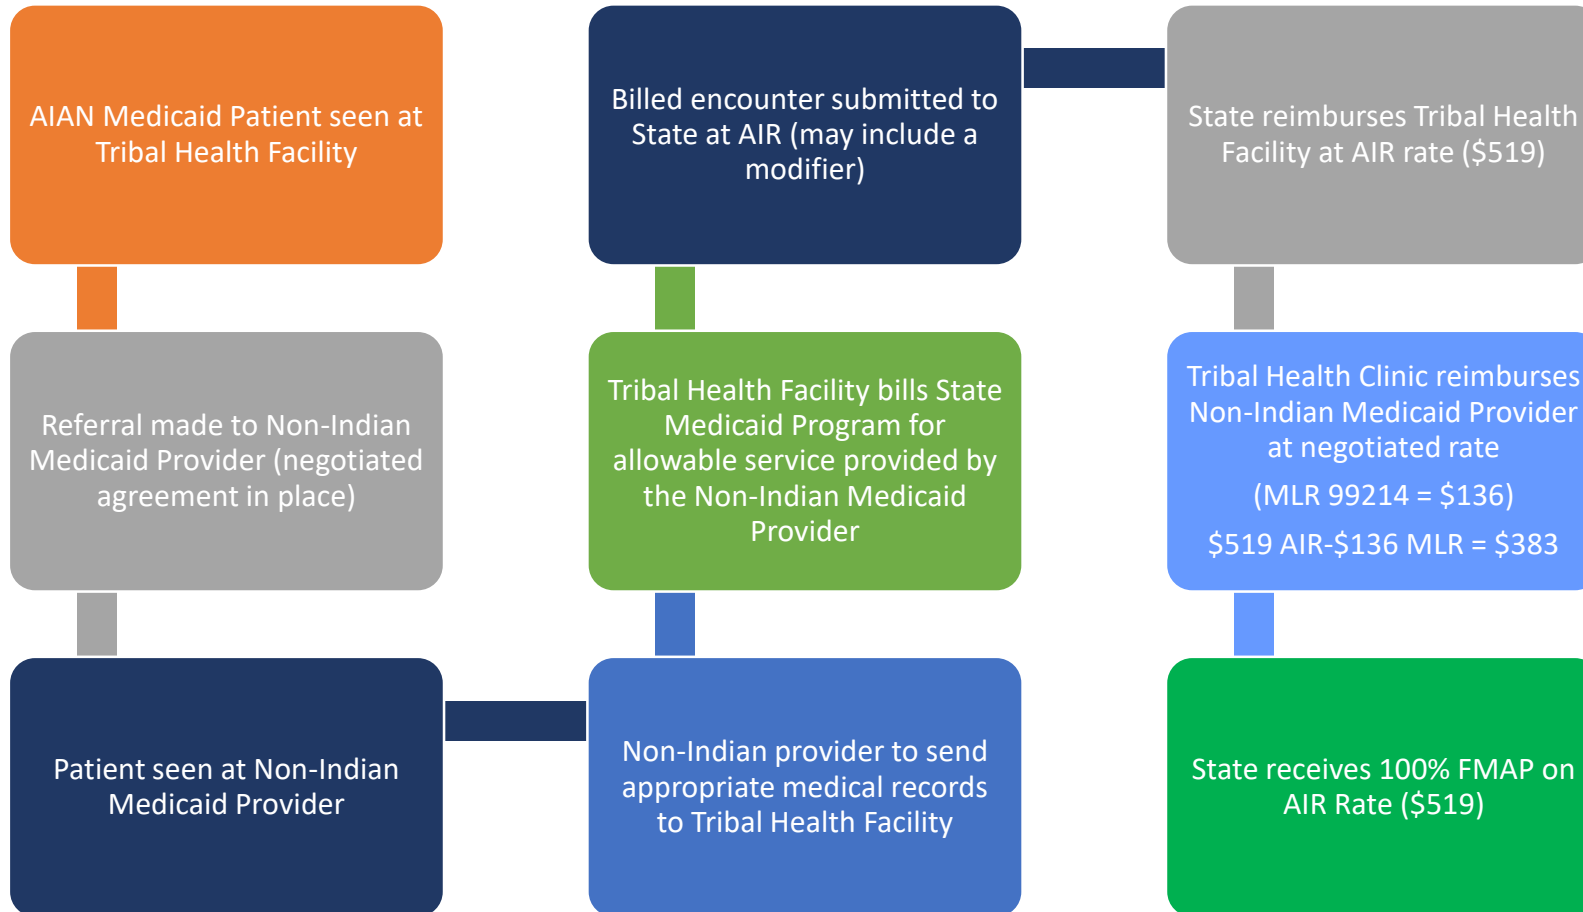 AIAN Medicaid Patient seen at
Tribal Health Facility
Referral made to Non-Indian
Medicaid Provider (negotiated
agreement in place)
Patient seen at Non-Indian
Medicaid Provider
Non-Indian provider to send
appropriate medical records
to Tribal Health Facility
Tribal Health Facility bills State
Medicaid Program for
allowable service provided by
the Non-Indian Medicaid
Provider
Billed encounter submitted to
State at AIR (may include a
modifier)
State reimburses Tribal Health
Facility at AIR rate ($519)
Tribal Health Clinic reimburses
Non-Indian Medicaid Provider
at negotiated rate
(MLR 99214 = $136)
$519 AIR-$136 MLR = $383
State receives 100% FMAP on
AIR Rate ($519)